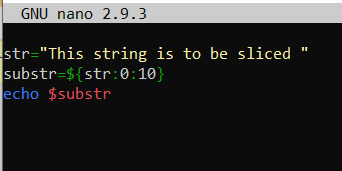 GNU nano 2.9.3
str="This string is to be sliced "
substr=${str:0:10}
echo $substr